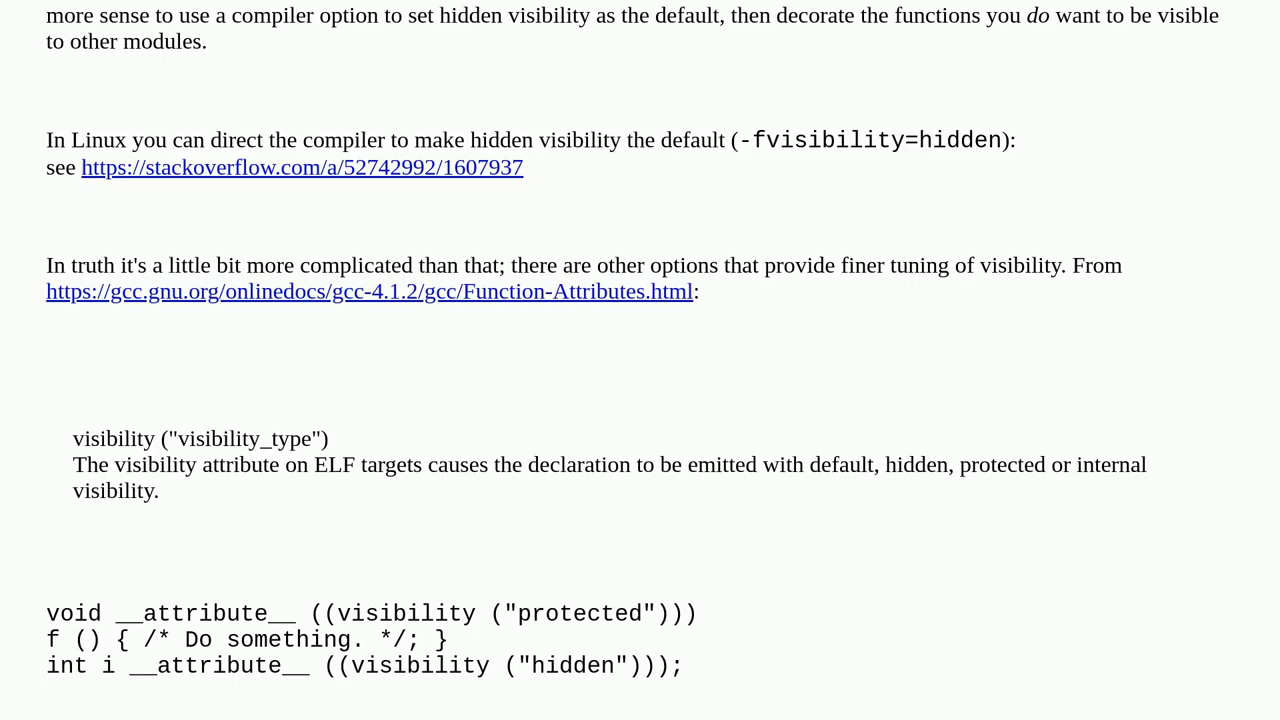 more sense to use a compiler option to set hidden visibility as the default, then decorate the functions you do want to be visible
to other modules.
In Linux you can direct the compiler to make hidden visibility the default (-fvisibility=hidden):
see https://stackoverflow.com/a/52742992/1607937
In truth it's a little bit more complicated than that; there are other options that provide finer tuning of visibility. From
https://gcc.gnu.org/onlinedocs/gcc-4.1.2/gcc/Function-Attributes.html:
visibility ("visibility_type")
The visibility attribute on ELF targets causes the declaration to be emitted with default, hidden, protected or internal
visibility.
void __attribute__ ((visibility ("protected")))
f () { /* Do something. */; }
int i __attribute__ ((visibility ("hidden")));